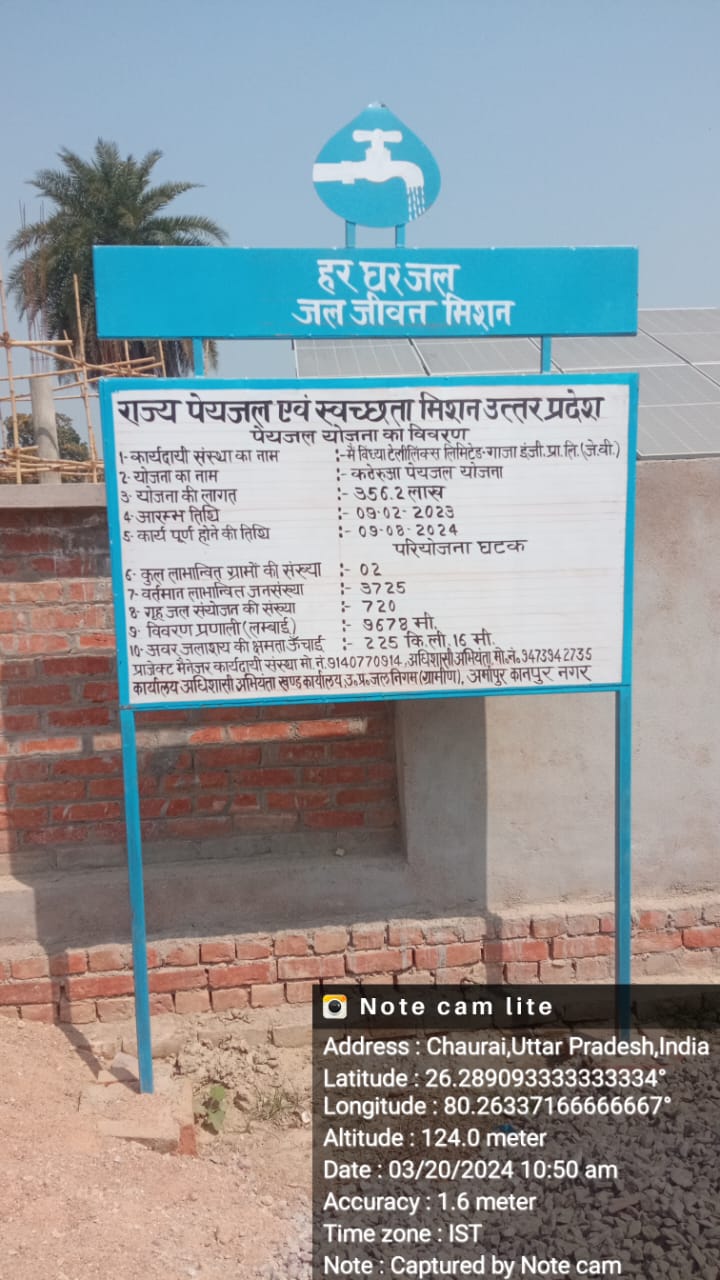 हर घर जल
जल जीवन मिशन
राज्य पेयजल एवं स्वच्छता मिशन उत्तर प्रदेश
पेयजल योजना का विवरण
1- कार्यदायी संस्था का नाम :- मे विध्या टेलीलिंक्स लिमिटेड-गाजा इंजी.प्रा.लि.(जे.वी.)
2- योजना का नाम :- कठेरुआ पेयजल योजना
3- योजना की लागत :- 356.2 लाख
4- आरम्भ तिथि :- 09-02-2023
5- कार्य पूर्ण होने की तिथि :- 09-08-2024
परियोजना घटक
6- कुल लाभान्वित ग्रामों की संख्या :- 02
7- वर्तमान लाभान्वित जनसंख्या :- 3725
8- गृह जल संयोजन की संख्या :- 720
9- विवरण प्रणाली (लम्बाई) :- 9678 मी.
10- अवर जलाशय की क्षमता ऊँचाई :- 225 कि.ली. 16 मी.
प्राजेक्ट मैनेजर कार्यदायी संस्था मो.नं.9140770914, अधिशासी अभियंता, मो.नं. 9473942735
कार्यालय अधिशासी अभियंता खण्ड कार्यालय, उ.प्र. जल निगम (ग्रामीण), अमीपुर कानपुर नगर
Note cam lite
Address : Chaurai,Uttar Pradesh,India
Latitude : 26.289093333333334°
Longitude : 80.26337166666667°
Altitude : 124.0 meter
Date : 03/20/2024 10:50 am
Accuracy : 1.6 meter
Time zone : IST
Note : Captured by Note cam